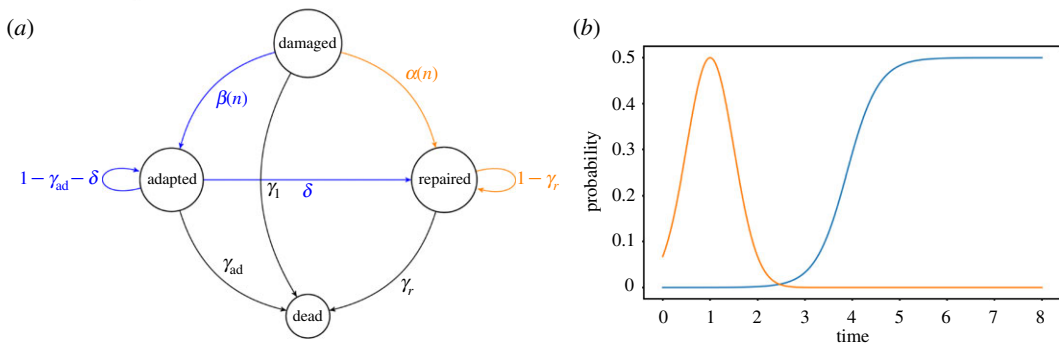 (a)
damaged
β(n)
α(n)
1 – γad – δ
adapted
γl
δ
repaired
1 – γr
γad
γr
dead
(b)
probability
0.5
0.4
0.3
0.2
0.1
0
0 1 2 3 4 5 6 7 8
time